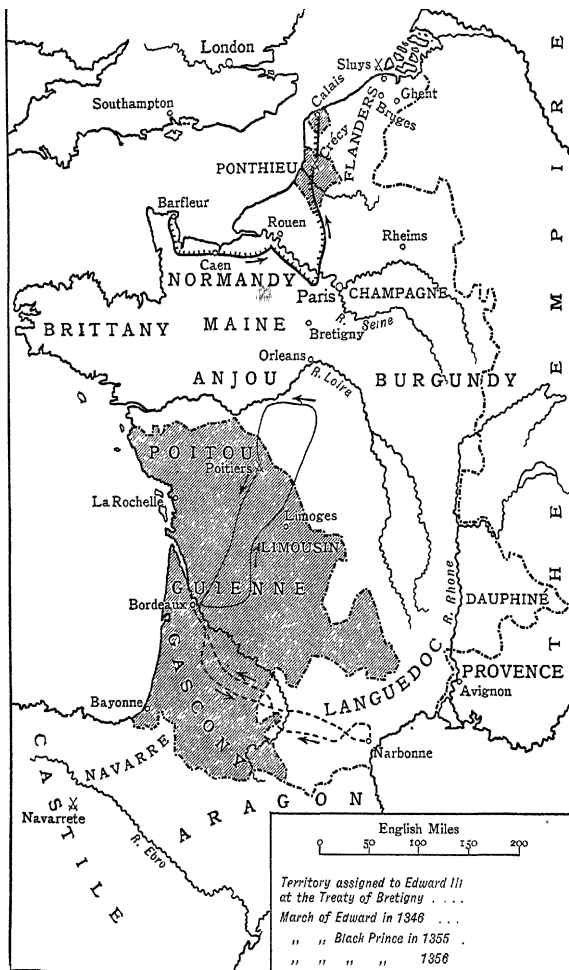 London
Southampton
Sluys
Calais
Ghent
Bruges
FLANDERS
Crécy
PONTHIEU
Barfleur
Rouen
Rheims
Caen
NORMANDY
Paris
CHAMPAGNE
R. Seine
BRITTANY
MAINE
Bretigny
Orleans
ANJOU
R. Loira
BURGUNDY
THE EMPIRE
POITOU
Poitiers
La Rochelle
Limoges
LIMOUSIN
GUIENNE
Bordeaux
GASCONY
DAUPHINE
R. Rhone
LANGUEDOC
PROVENCE
Avignon
Bayonne
Narbonne
NAVARRE
CASTILE
ARAGON
Navarrete
R. Ebro
English Miles
0 50 100 150 200
Territory assigned to Edward III
at the Treaty of Bretigny . . . .
March of Edward in 1346 . . .
„ „ Black Prince in 1355 .
„ „ „ „ 1356